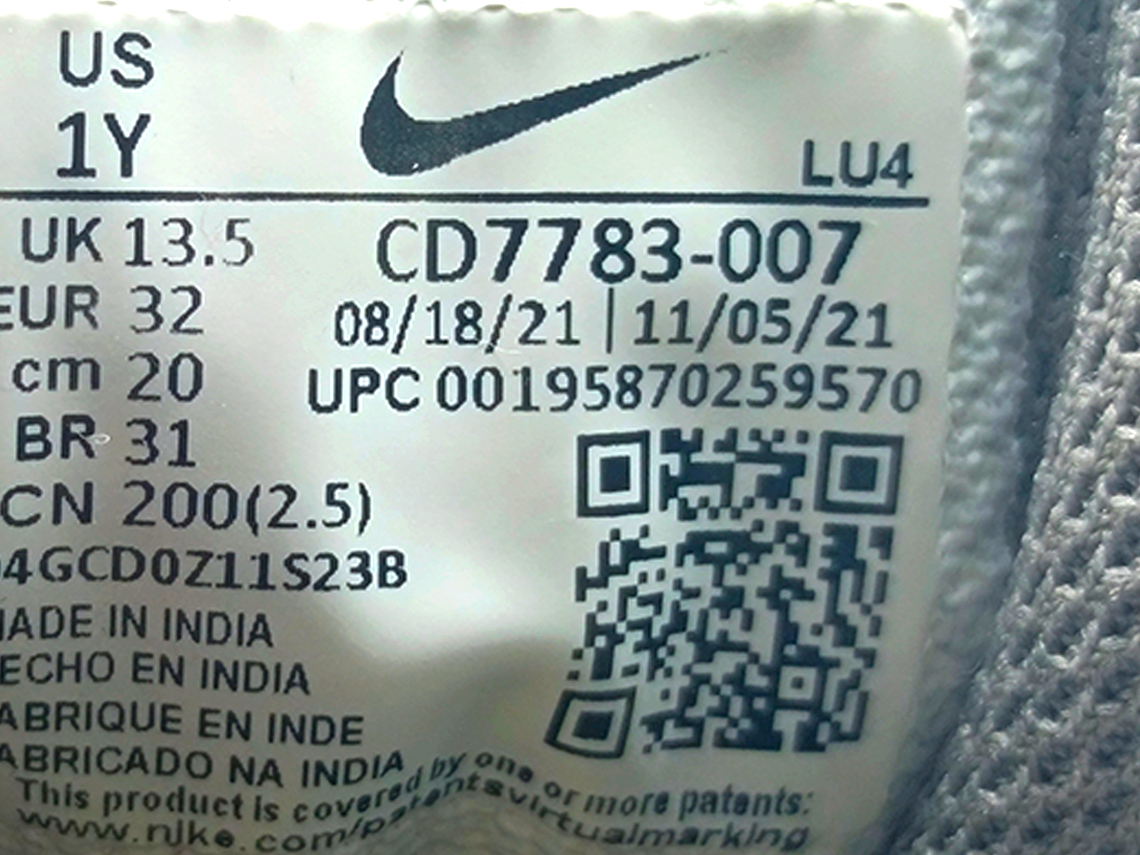 US
1Y
LU4
UK 13.5
CD7783-007
EUR 32
08/18/21 | 11/05/21
cm 20
UPC 00195870259570
BR 31
CN 200(2.5)
4GCD0Z11S23B
MADE IN INDIA
HECHO EN INDIA
FABRIQUE EN INDE
FABRICADO NA INDIA
This product is covered by one or more patents:
www.nike.com/patentsvirtualmarking